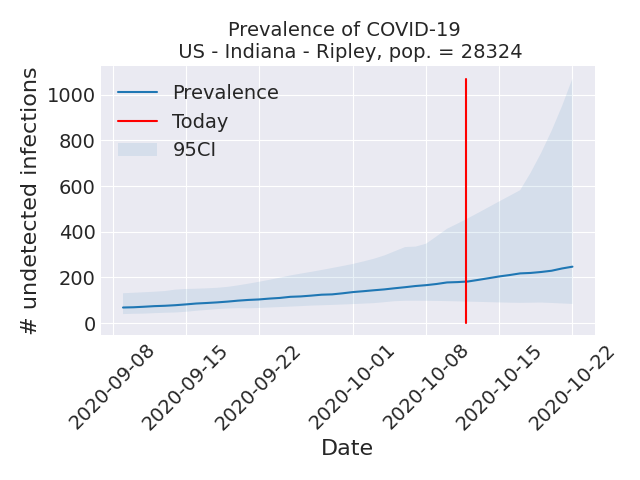 Prevalence of COVID-19
US - Indiana - Ripley, pop. = 28324
# undetected infections
1000
800
600
400
200
0
Prevalence
Today
95CI
2020-09-08
2020-09-15
2020-09-22
2020-10-01
2020-10-08
2020-10-15
2020-10-22
Date